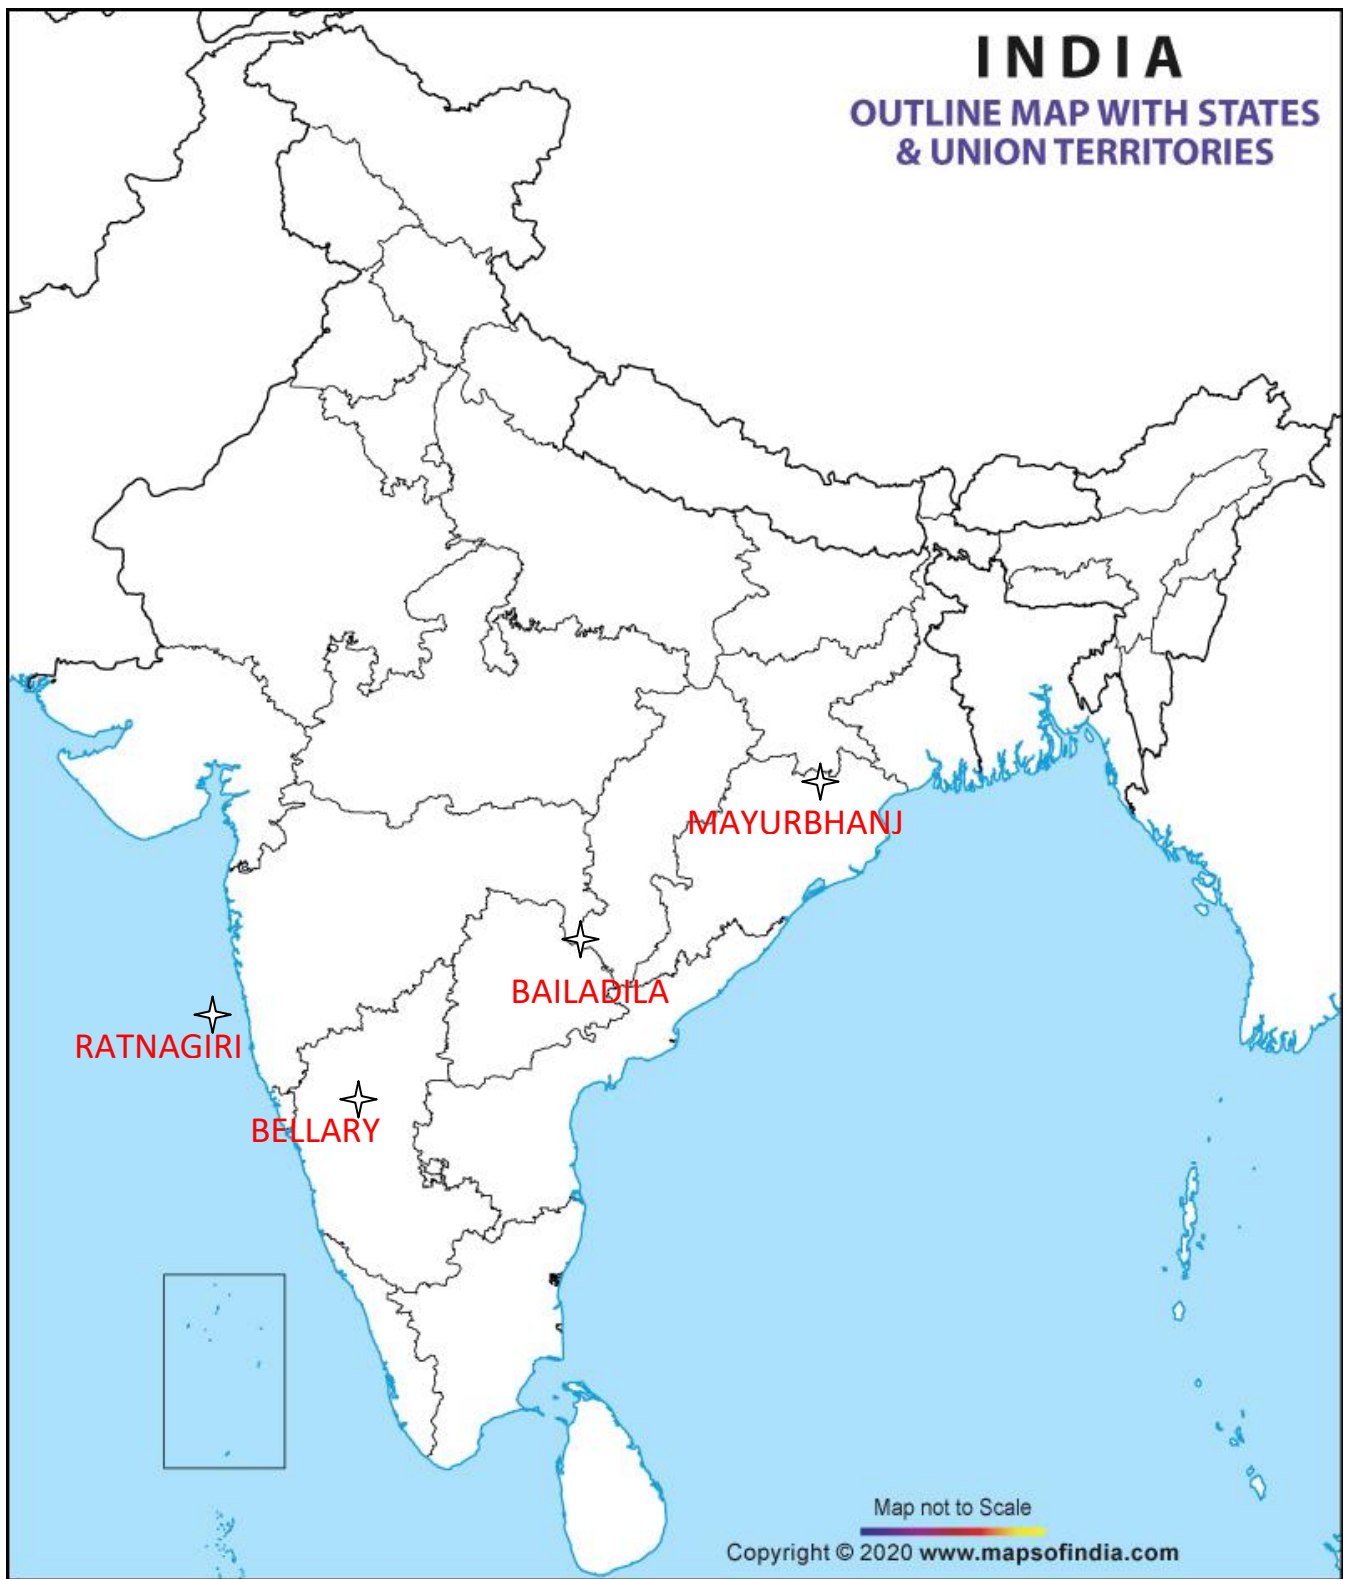 INDIA
OUTLINE MAP WITH STATES
& UNION TERRITORIES
MAYURBHANJ
BAILADILA
RATNAGIRI
BELLARY
Map not to Scale
Copyright © 2020 www.mapsofindia.com